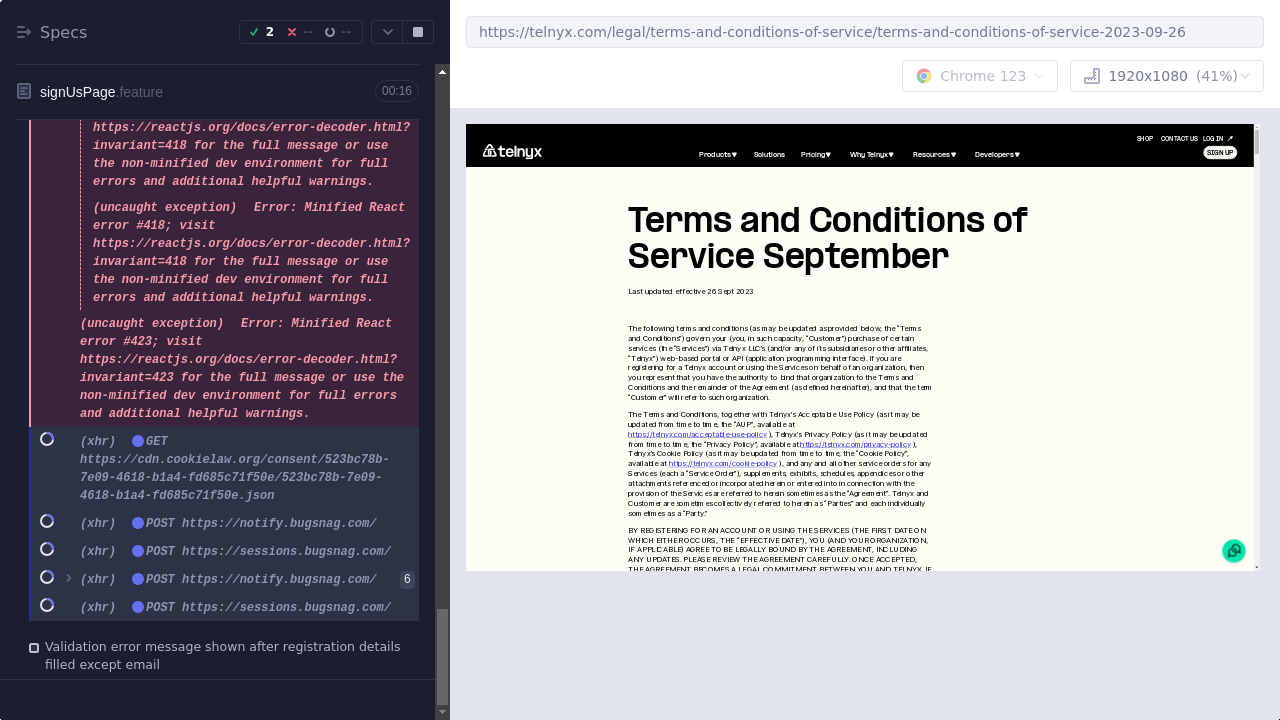 Specs
2
--
--
signUsPage.feature
00:16
https://reactjs.org/docs/error-decoder.html?
invariant=418 for the full message or use
the non-minified dev environment for full
errors and additional helpful warnings.
(uncaught exception) Error: Minified React
error #418; visit
https://reactjs.org/docs/error-decoder.html?
invariant=418 for the full message or use
the non-minified dev environment for full
errors and additional helpful warnings.
(uncaught exception) Error: Minified React
error #423; visit
https://reactjs.org/docs/error-decoder.html?
invariant=423 for the full message or use the
non-minified dev environment for full errors
and additional helpful warnings.
(xhr) GET
https://cdn.cookielaw.org/consent/523bc78b-
7e09-4618-b1a4-fd685c71f50e/523bc78b-7e09-
4618-b1a4-fd685c71f50e.json
(xhr) POST https://notify.bugsnag.com/
(xhr) POST https://sessions.bugsnag.com/
(xhr) POST https://notify.bugsnag.com/
6
(xhr) POST https://sessions.bugsnag.com/
Validation error message shown after registration details
filled except email
https://telnyx.com/legal/terms-and-conditions-of-service/terms-and-conditions-of-service-2023-09-26
Chrome 123
1920x1080 (41%)
SHOP CONTACT US LOG IN
telnyx
Products Solutions Pricing Why Telnyx Resources Developers
SIGN UP
Terms and Conditions of
Service September
Last updated effective 26 Sept 2023
The following terms and conditions (as may be updated as provided below, the "Terms
and Conditions") govern your (you, in such capacity, "Customer") purchase of certain
services (the "Services") via Telnyx LLC's (and/or any of its subsidiaries or other affiliates,
"Telnyx") web-based portal or API (application programming interface). If you are
registering for a Telnyx account or using the Services on behalf of an organization, then
you represent that you have the authority to bind that organization to the Terms and
Conditions and the remainder of the Agreement (as defined hereinafter), and that the term
"Customer" will refer to such organization.
The Terms and Conditions, together with Telnyx's Acceptable Use Policy (as it may be
updated from time to time, the "AUP", available at
https://telnyx.com/acceptable-use-policy ), Telnyx's Privacy Policy (as it may be updated
from time to time, the "Privacy Policy", available at https://telnyx.com/privacy-policy ),
Telnyx's Cookie Policy (as it may be updated from time to time, the "Cookie Policy",
available at https://telnyx.com/cookie-policy ), and any and all other service orders for any
Services (each a "Service Order"), supplements, exhibits, schedules, appendices or other
attachments referenced or incorporated herein or entered into in connection with the
provision of the Services are referred to herein sometimes as the "Agreement". Telnyx and
Customer are sometimes collectively referred to herein as "Parties" and each individually
sometimes as a "Party."
BY REGISTERING FOR AN ACCOUNT OR USING THE SERVICES (THE FIRST DATE ON
WHICH EITHER OCCURS, THE "EFFECTIVE DATE"), YOU (AND YOUR ORGANIZATION,
IF APPLICABLE) AGREE TO BE LEGALLY BOUND BY THE AGREEMENT, INCLUDING
ANY UPDATES. PLEASE REVIEW THE AGREEMENT CAREFULLY. ONCE ACCEPTED,
THE AGREEMENT BECOMES A LEGAL COMMITMENT BETWEEN YOU AND TELNYX. IF